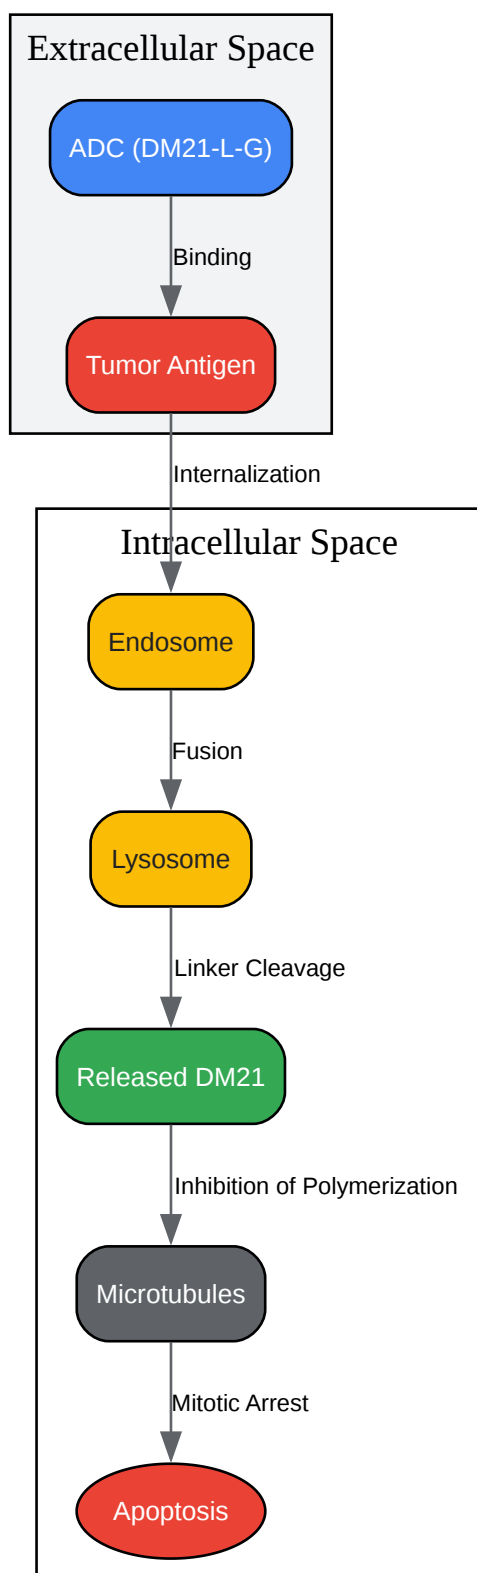 Extracellular Space
ADC (DM21-L-G)
Binding
Tumor Antigen
Internalization
Intracellular Space
Endosome
Fusion
Lysosome
Linker Cleavage
Released DM21
Inhibition of Polymerization
Microtubules
Mitotic Arrest
Apoptosis